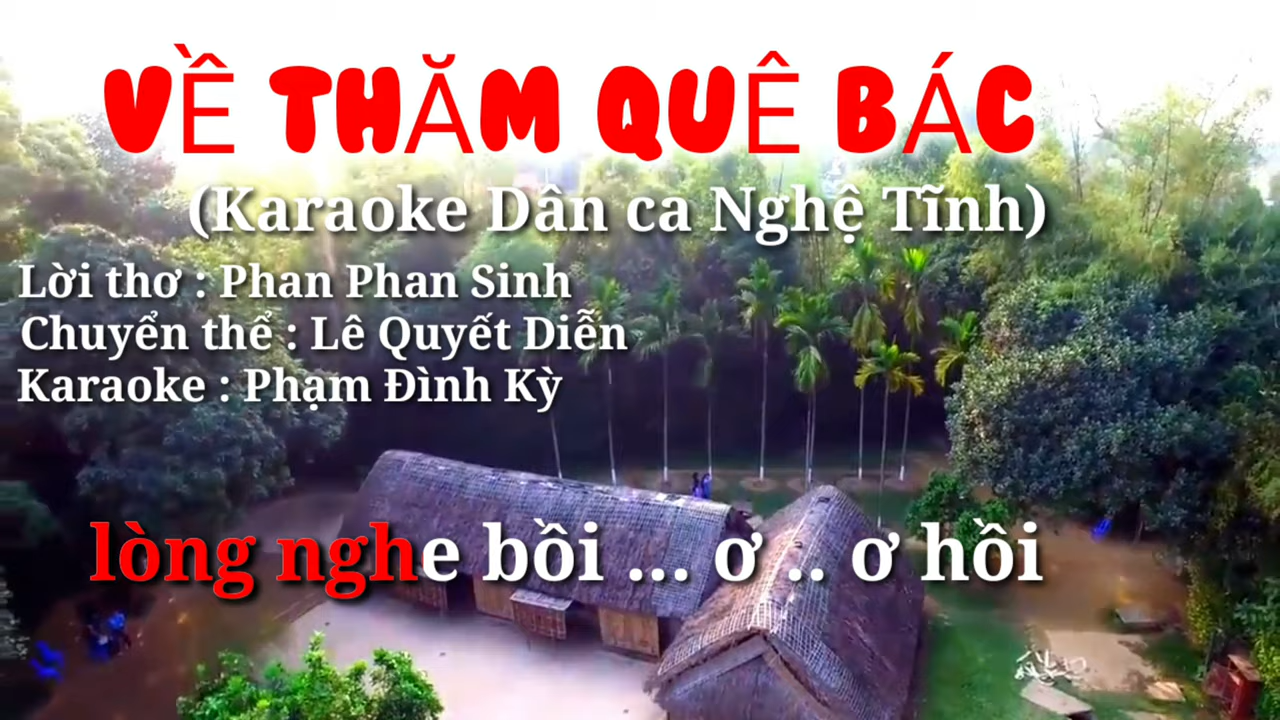 VỀ THĂM QUÊ BÁC
(Karaoke Dân ca Nghệ Tĩnh)
Lời thơ : Phan Phan Sinh
Chuyển thể : Lê Quyết Diễn
Karaoke : Phạm Đình Kỳ
lòng nghe bồi ... ơ .. ơ hồi